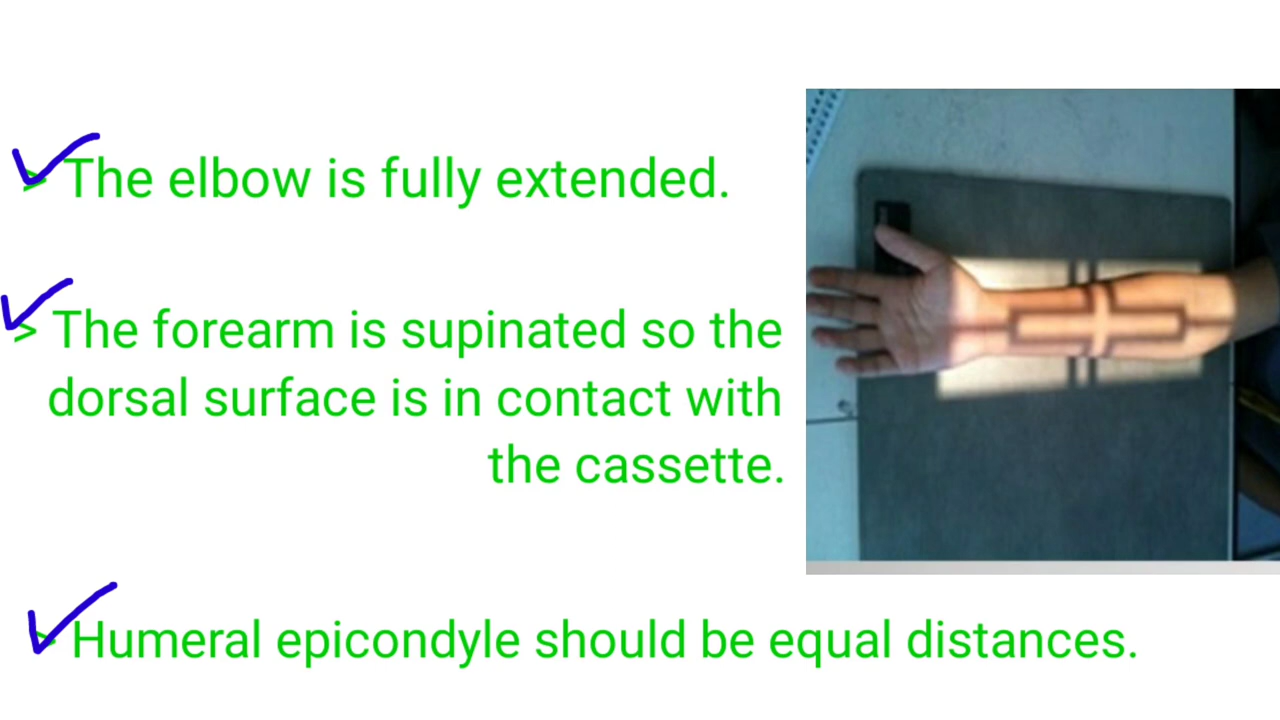 > The elbow is fully extended.
> The forearm is supinated so the
dorsal surface is in contact with
the cassette.
> Humeral epicondyle should be equal distances.